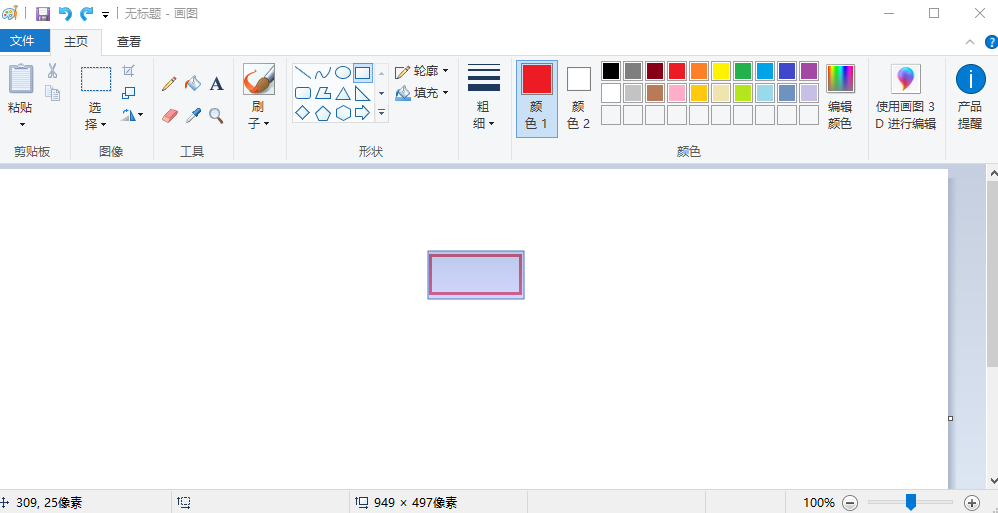 无标题 - 画图
文件 主页 查看
粘贴
选
择
刷
子
轮廓
填充
粗
细
颜
色 1
颜
色 2
编辑
颜色
使用画图 3
D 进行编辑
产品
提醒
剪贴板 图像 工具 形状 颜色
309, 25像素 949 × 497像素 100%